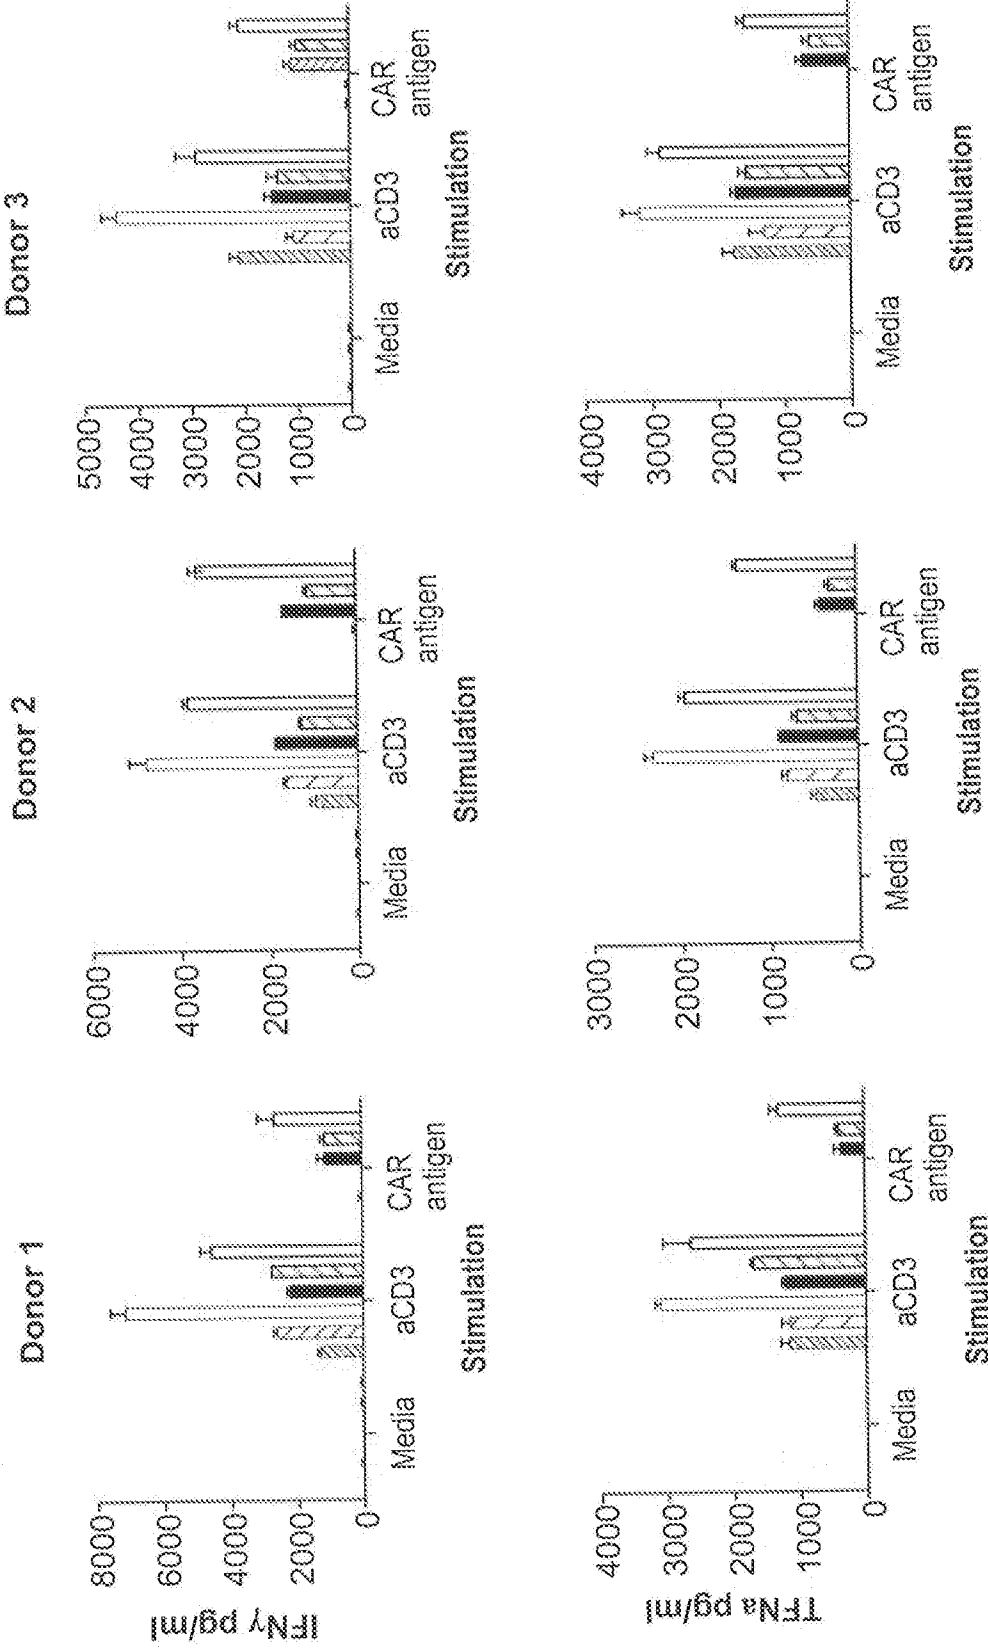 Donor 1
IFNγ pg/ml
8000
6000
4000
2000
0
Media
aCD3
CAR
antigen
Stimulation
Donor 2
6000
4000
2000
0
Media
aCD3
CAR
antigen
Stimulation
Donor 3
5000
4000
3000
2000
1000
0
Media
aCD3
CAR
antigen
Stimulation
TFNa pg/ml
4000
3000
2000
1000
0
Media
aCD3
CAR
antigen
Stimulation
3000
2000
1000
0
Media
aCD3
CAR
antigen
Stimulation
4000
3000
2000
1000
0
Media
aCD3
CAR
antigen
Stimulation